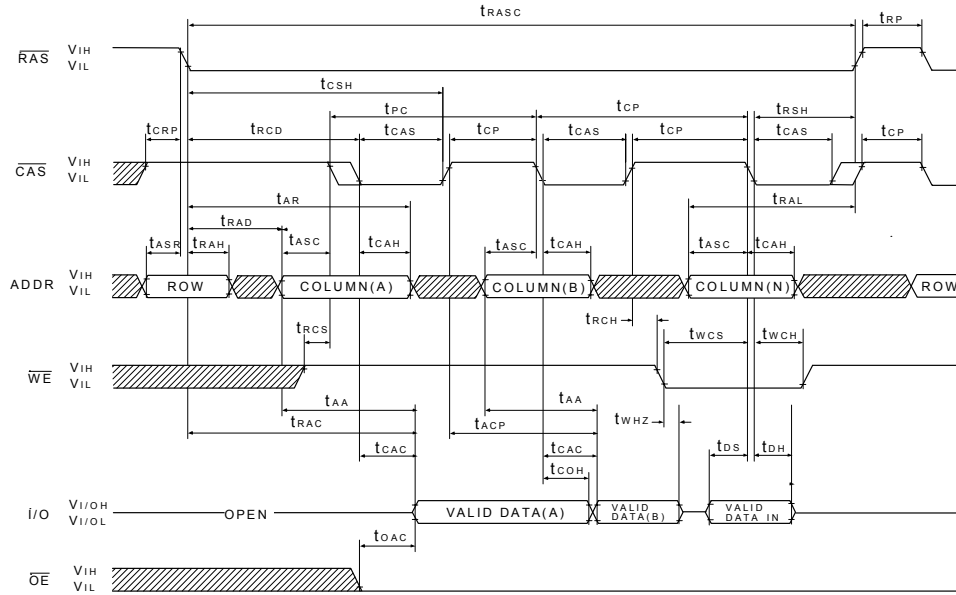 tRASC
tRP
RAS
VIH
VIL
tCSH
tPC
tCP
tRSH
tCRP
tRCD
tCAS
tCP
tCAS
tCP
tCAS
tCP
CAS
VIH
VIL
tAR
tRAL
tRAD
tASR
tRAH
tASC
tCAH
tASC
tCAH
tASC
tCAH
ADDR
VIH
VIL
ROW
COLUMN(A)
COLUMN(B)
COLUMN(N)
ROW
tRCS
tRCH
tWCS
tWCH
WE
VIH
VIL
tAA
tAA
tWHZ
tRAC
tACP
tCAC
tCAC
tDS
tDH
tCOH
I/O
VI/OH
VI/OL
OPEN
VALID DATA(A)
VALID
DATA(B)
VALID
DATA IN
tOAC
OE
VIH
VIL